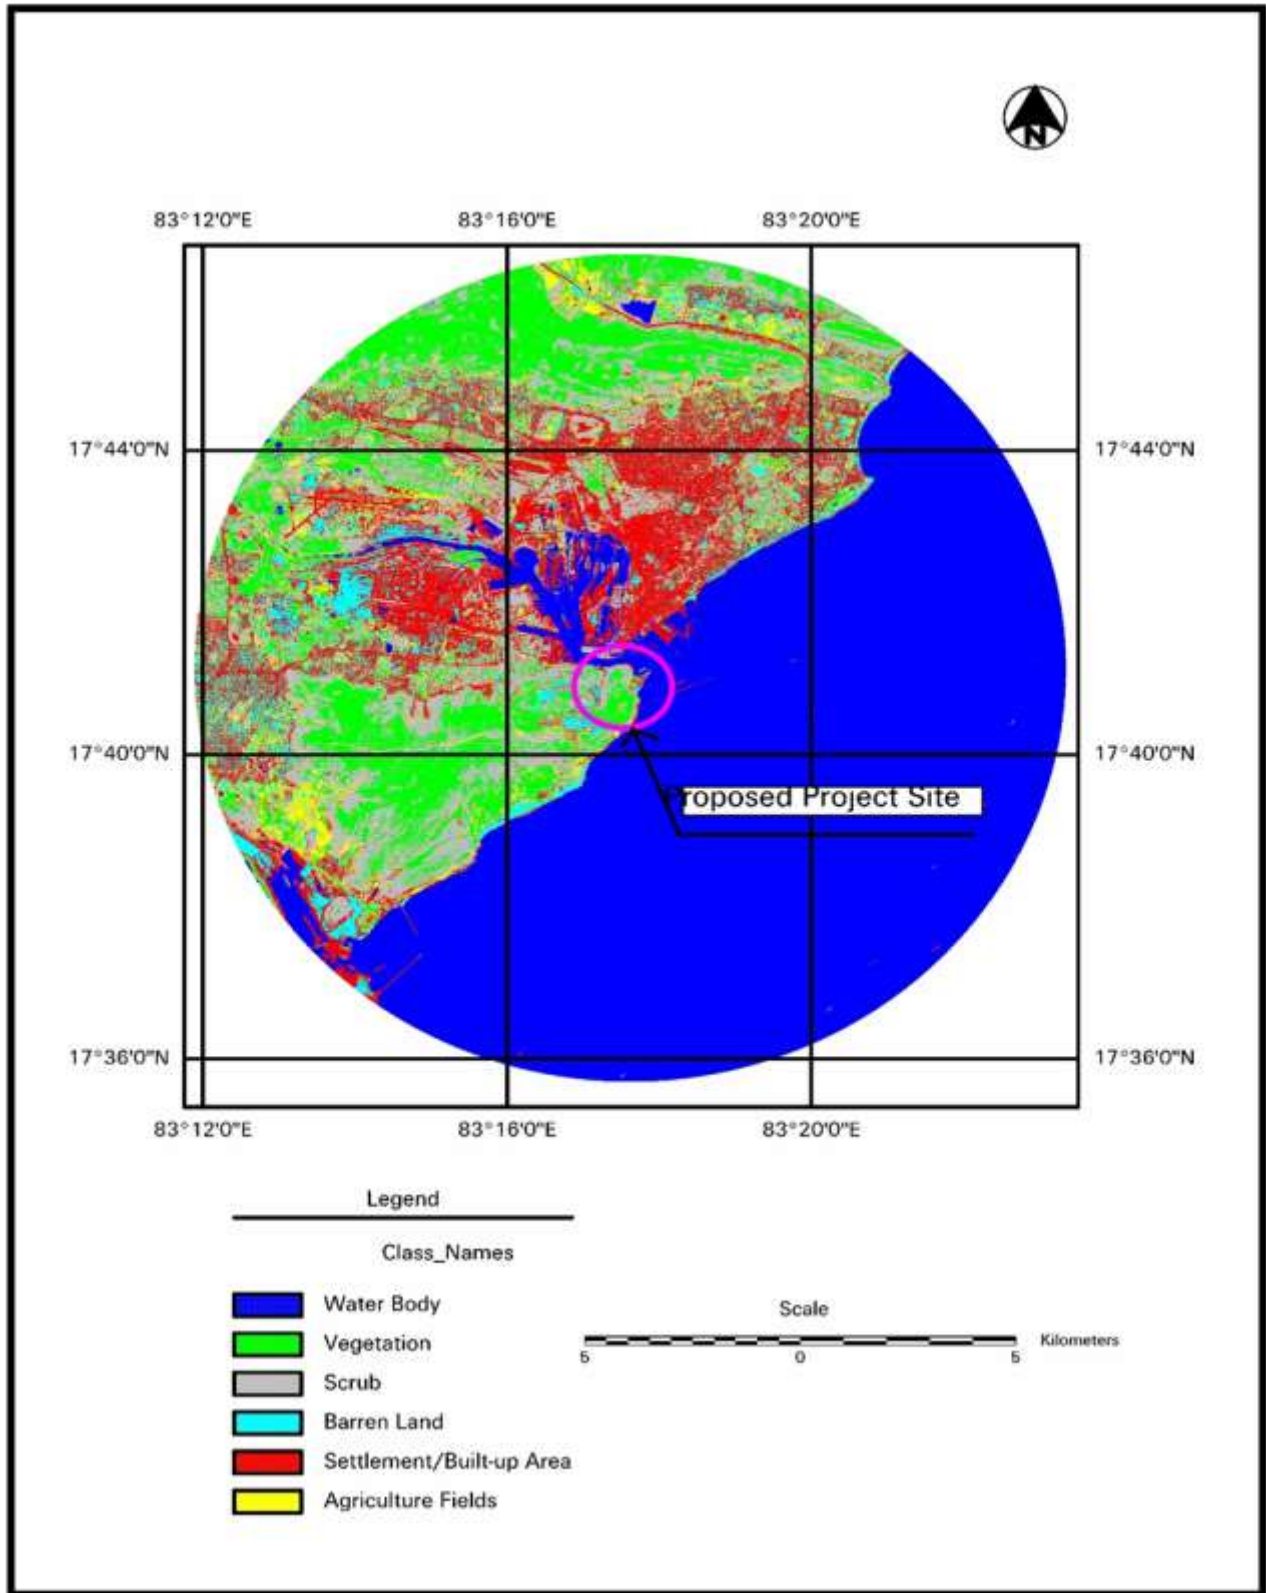 N
83°12'0"E 83°16'0"E 83°20'0"E
17°44'0"N 17°44'0"N
17°40'0"N 17°40'0"N
Proposed Project Site
17°36'0"N 17°36'0"N
83°12'0"E 83°16'0"E 83°20'0"E
Legend
Class_Names
Water Body
Vegetation
Scrub
Barren Land
Settlement/Built-up Area
Agriculture Fields
Scale
Kilometers
5 0 5